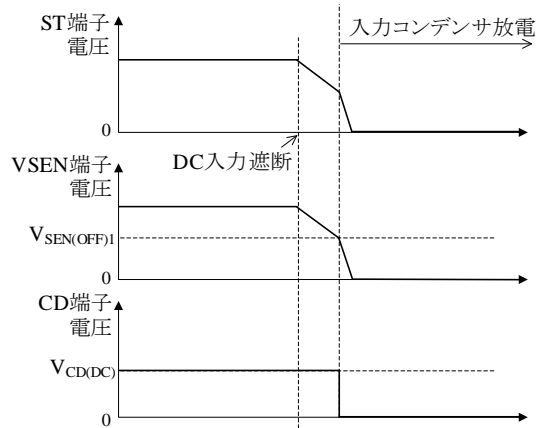 ST端子
電圧
入力コンデンサ放電
0
DC入力遮断
VSEN端子
電圧
VSEN(OFF)1
0
CD端子
電圧
VCD(DC)
0